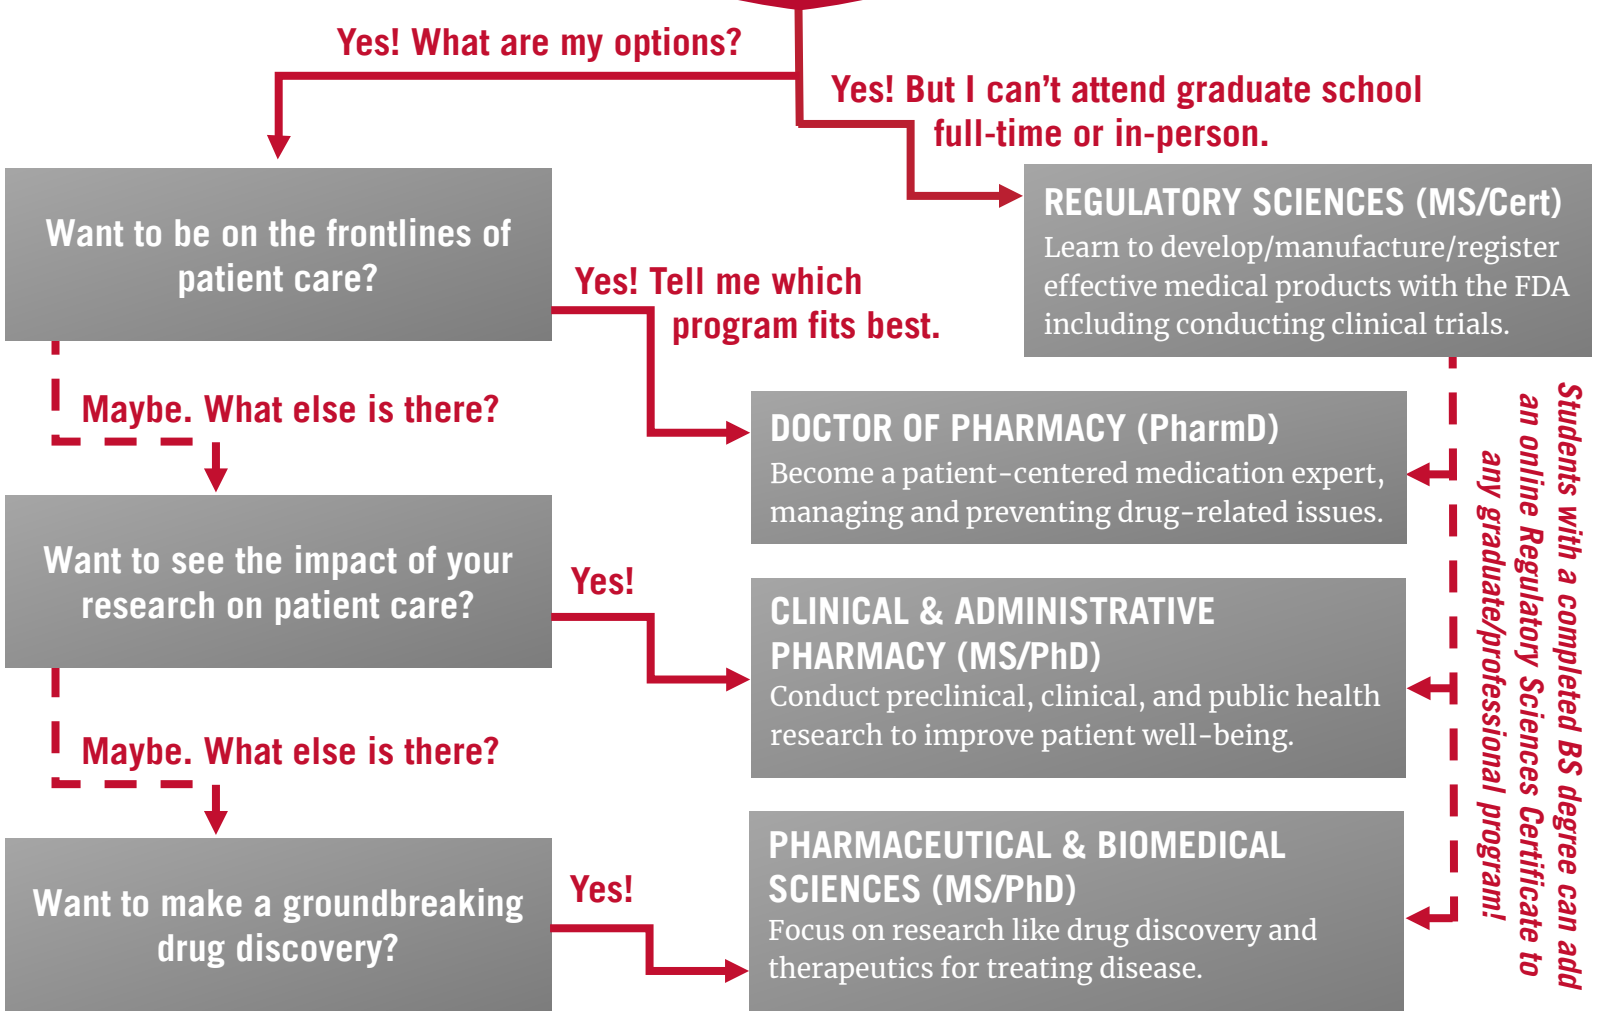 Yes! What are my options?
Yes! But I can't attend graduate school
full-time or in-person.
Want to be on the frontlines of
patient care?
REGULATORY SCIENCES (MS/Cert)
Learn to develop/manufacture/register
effective medical products with the FDA
including conducting clinical trials.
Yes! Tell me which
program fits best.
Maybe. What else is there?
DOCTOR OF PHARMACY (PharmD)
Become a patient-centered medication expert,
managing and preventing drug-related issues.
Want to see the impact of your
research on patient care?
Yes!
CLINICAL & ADMINISTRATIVE
PHARMACY (MS/PhD)
Conduct preclinical, clinical, and public health
research to improve patient well-being.
Maybe. What else is there?
Want to make a groundbreaking
drug discovery?
Yes!
PHARMACEUTICAL & BIOMEDICAL
SCIENCES (MS/PhD)
Focus on research like drug discovery and
therapeutics for treating disease.
Students with a completed BS degree can add
an online Regulatory Sciences Certificate to
any graduate/professional program!